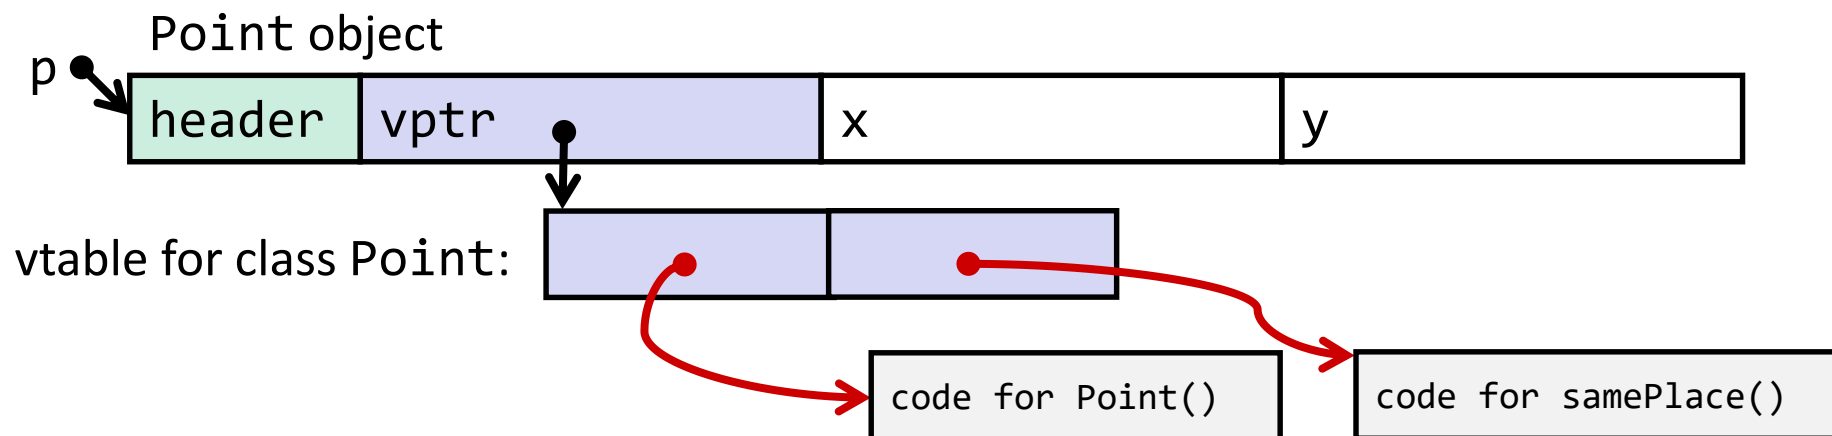 Point object
p
header vptr x y
vtable for class Point:
code for Point() code for samePlace()